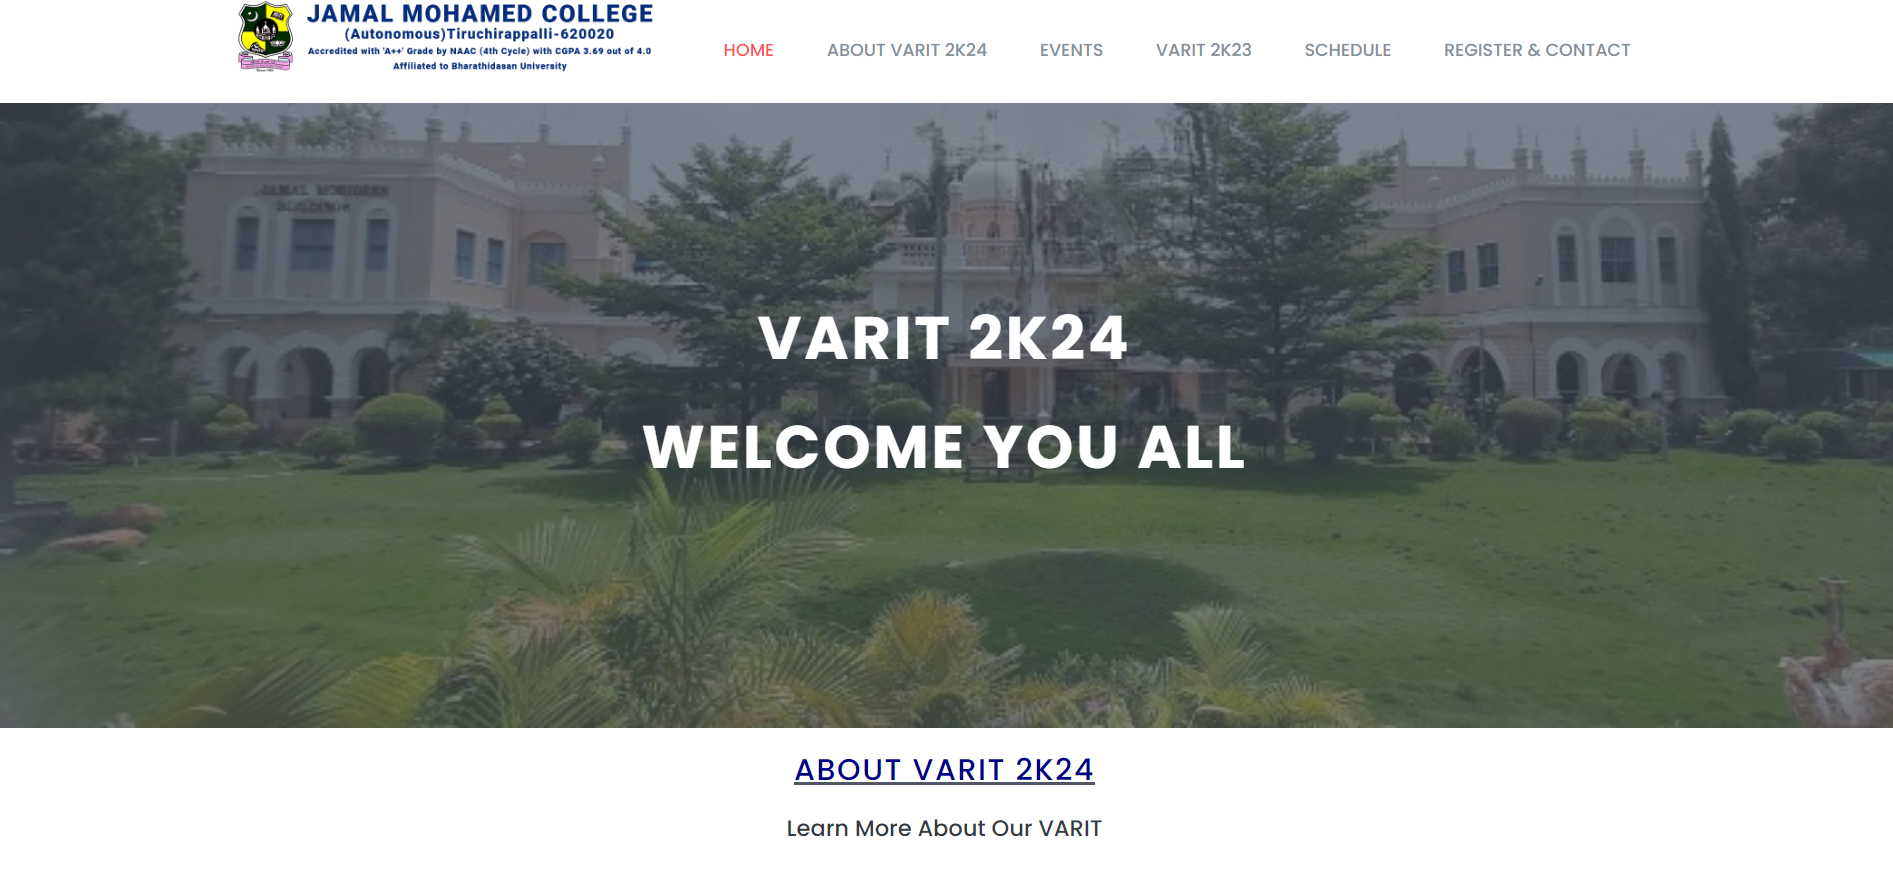 JAMAL MOHAMED COLLEGE
(Autonomous)Tiruchirappalli-620020
Accredited with 'A++' Grade by NAAC (4th Cycle) with CGPA 3.69 out of 4.0
Affiliated to Bharathidasan University
HOME ABOUT VARIT 2K24 EVENTS VARIT 2K23 SCHEDULE REGISTER & CONTACT
JAMAL MOHIDEEN
BUILDING
VARIT 2K24
WELCOME YOU ALL
ABOUT VARIT 2K24
Learn More About Our VARIT